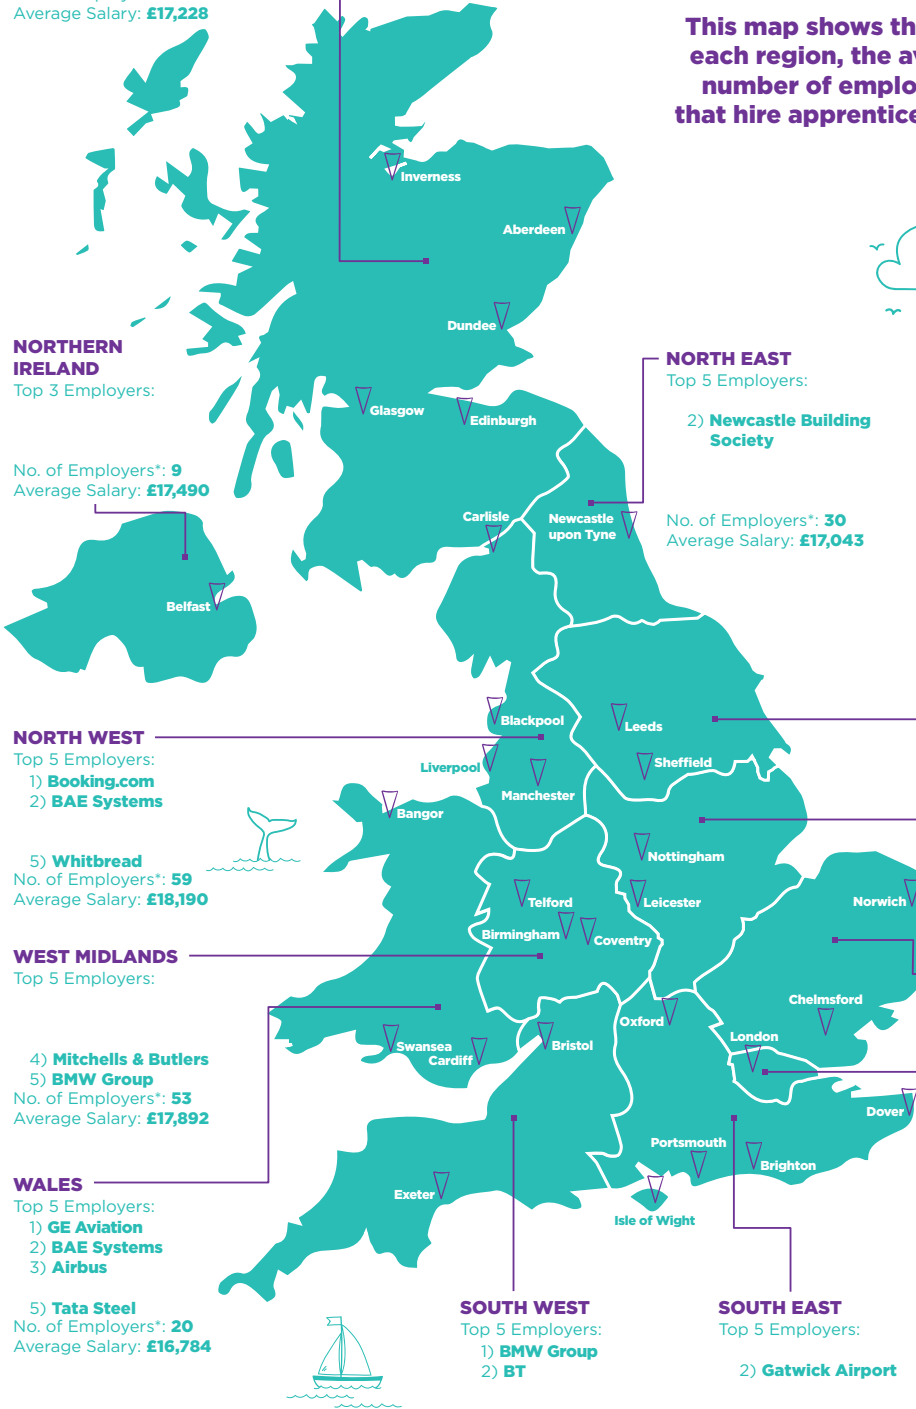 Average Salary: £17,228
This map shows th
each region, the av
number of emplo
that hire apprentice
Inverness
Aberdeen
Dundee
Glasgow
Edinburgh
NORTHERN
IRELAND
Top 3 Employers:
No. of Employers*: 9
Average Salary: £17,490
NORTH EAST
Top 5 Employers:
2) Newcastle Building
Society
No. of Employers*: 30
Average Salary: £17,043
Carlisle
Newcastle
upon Tyne
Belfast
NORTH WEST
Top 5 Employers:
1) Booking.com
2) BAE Systems
5) Whitbread
No. of Employers*: 59
Average Salary: £18,190
Blackpool
Leeds
Liverpool
Sheffield
Manchester
Bangor
Nottingham
Telford
Leicester
Norwich
Birmingham
Coventry
WEST MIDLANDS
Top 5 Employers:
4) Mitchells & Butlers
5) BMW Group
No. of Employers*: 53
Average Salary: £17,892
Chelmsford
Oxford
London
Swansea
Cardiff
Bristol
Dover
Portsmouth
Brighton
Exeter
Isle of Wight
WALES
Top 5 Employers:
1) GE Aviation
2) BAE Systems
3) Airbus
5) Tata Steel
No. of Employers*: 20
Average Salary: £16,784
SOUTH WEST
Top 5 Employers:
1) BMW Group
2) BT
SOUTH EAST
Top 5 Employers:
2) Gatwick Airport